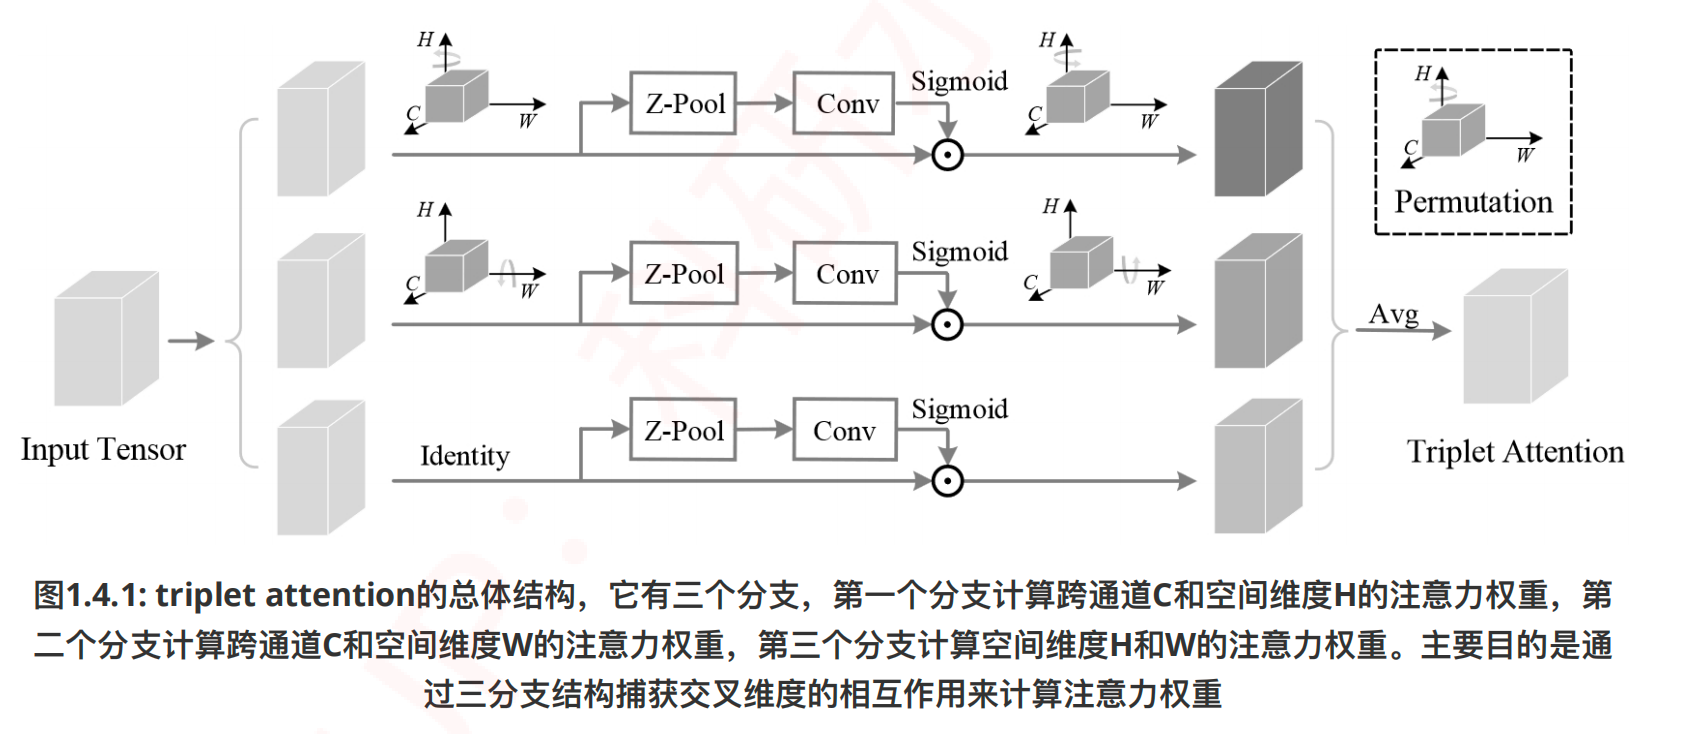 H
C
W
Z-Pool
Conv
Sigmoid
H
C
W
H
C
W
Permutation
H
C
W
Z-Pool
Conv
Sigmoid
H
C
W
Avg
Input Tensor
Identity
Z-Pool
Conv
Sigmoid
Triplet Attention
图1.4.1: triplet attention的总体结构，它有三个分支，第一个分支计算跨通道C和空间维度H的注意力权重，第
二个分支计算跨通道C和空间维度W的注意力权重，第三个分支计算空间维度H和W的注意力权重。主要目的是通
过三分支结构捕获交叉维度的相互作用来计算注意力权重